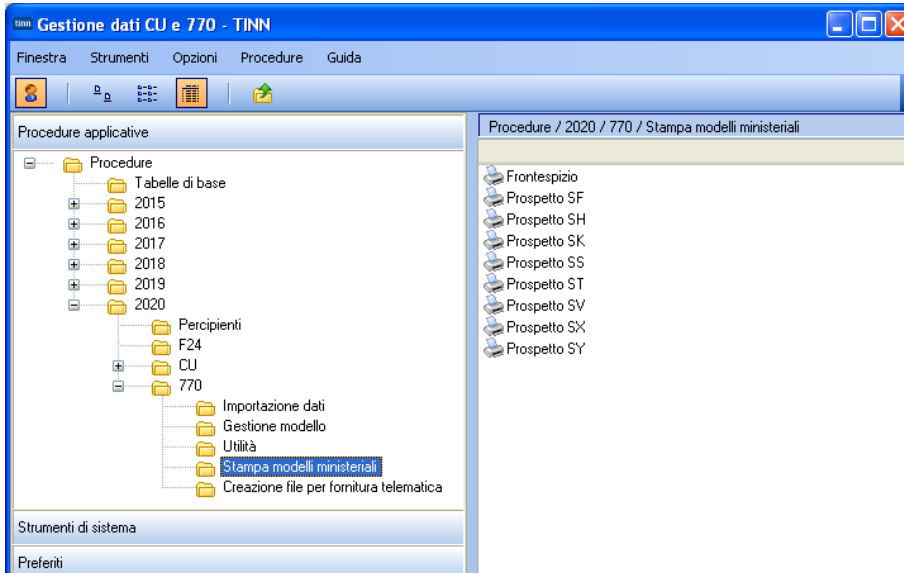 tinn Gestione dati CU e 770 - TINN
Finestra Strumenti Opzioni Procedure Guida
Procedure applicative
Procedure
Tabelle di base
2015
2016
2017
2018
2019
2020
Percipienti
F24
CU
770
Importazione dati
Gestione modello
Utilità
Stampa modelli ministeriali
Creazione file per fornitura telematica
Strumenti di sistema
Preferiti
Procedure / 2020 / 770 / Stampa modelli ministeriali
Frontespizio
Prospetto SF
Prospetto SH
Prospetto SK
Prospetto SS
Prospetto ST
Prospetto SV
Prospetto SX
Prospetto SY